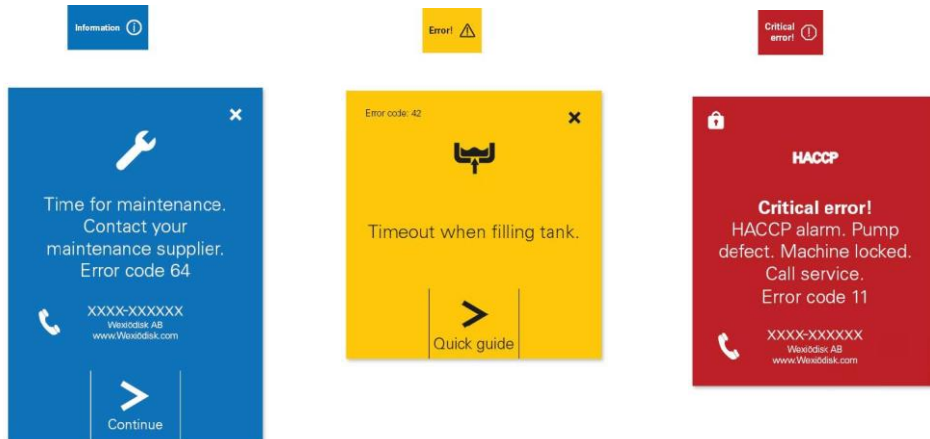 Information
Error!
Critical
error!
Time for maintenance.
Contact your
maintenance supplier.
Error code 64
XXXX-XXXXXX
Wexiödisk AB
www.Wexiodisk.com
Continue
Error code: 42
Timeout when filling tank.
Quick guide
HACCP
Critical error!
HACCP alarm. Pump
defect. Machine locked.
Call service.
Error code 11
XXXX-XXXXXX
Wexiödisk AB
www.Wexiodisk.com